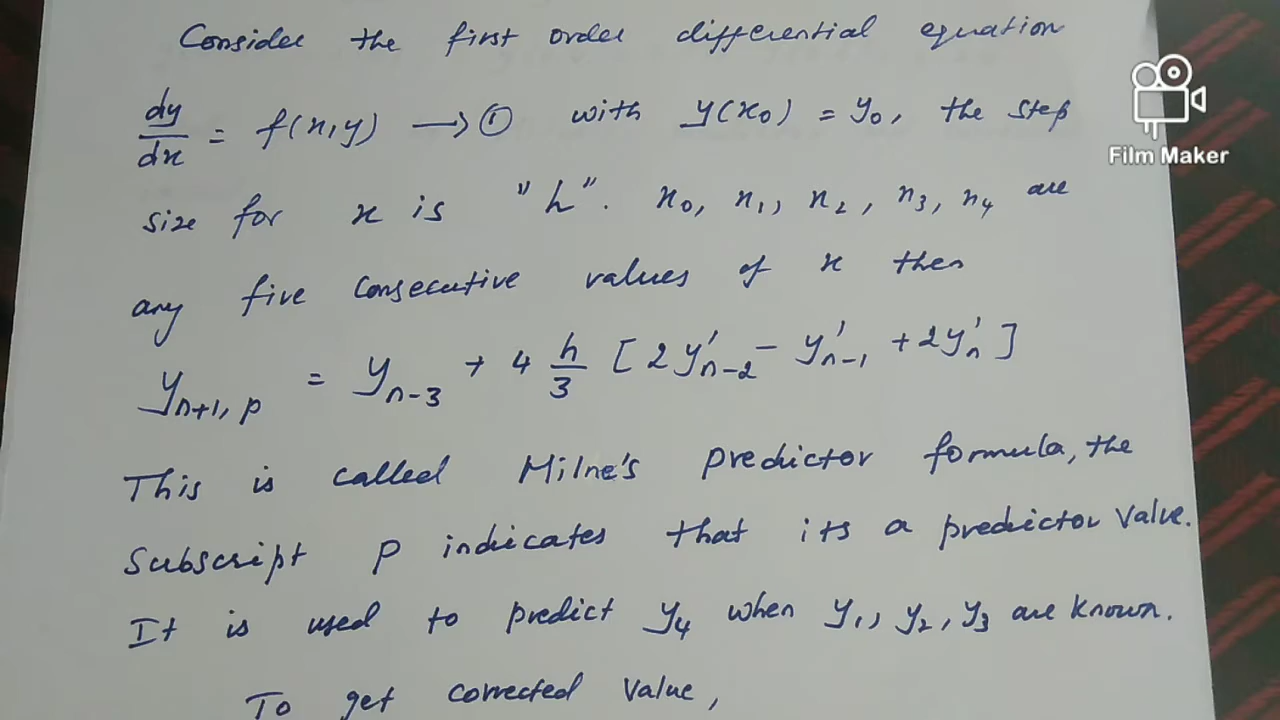 Consider the first order differential equation
dy/dx = f(x,y) → ① with y(x₀) = y₀, the step
size for x is "h". x₀, x₁, x₂, x₃, x₄ are
any five consecutive values of x then
yₙ₊₁,ₚ = yₙ₋₃ + 4 h/3 [2y'ₙ₋₂ - y'ₙ₋₁ + 2y'ₙ]
This is called Milne's predictor formula, the
Subscript p indicates that its a predictor value.
It is used to predict y₄ when y₁, y₂, y₃ are known.
To get corrected value,
Film Maker